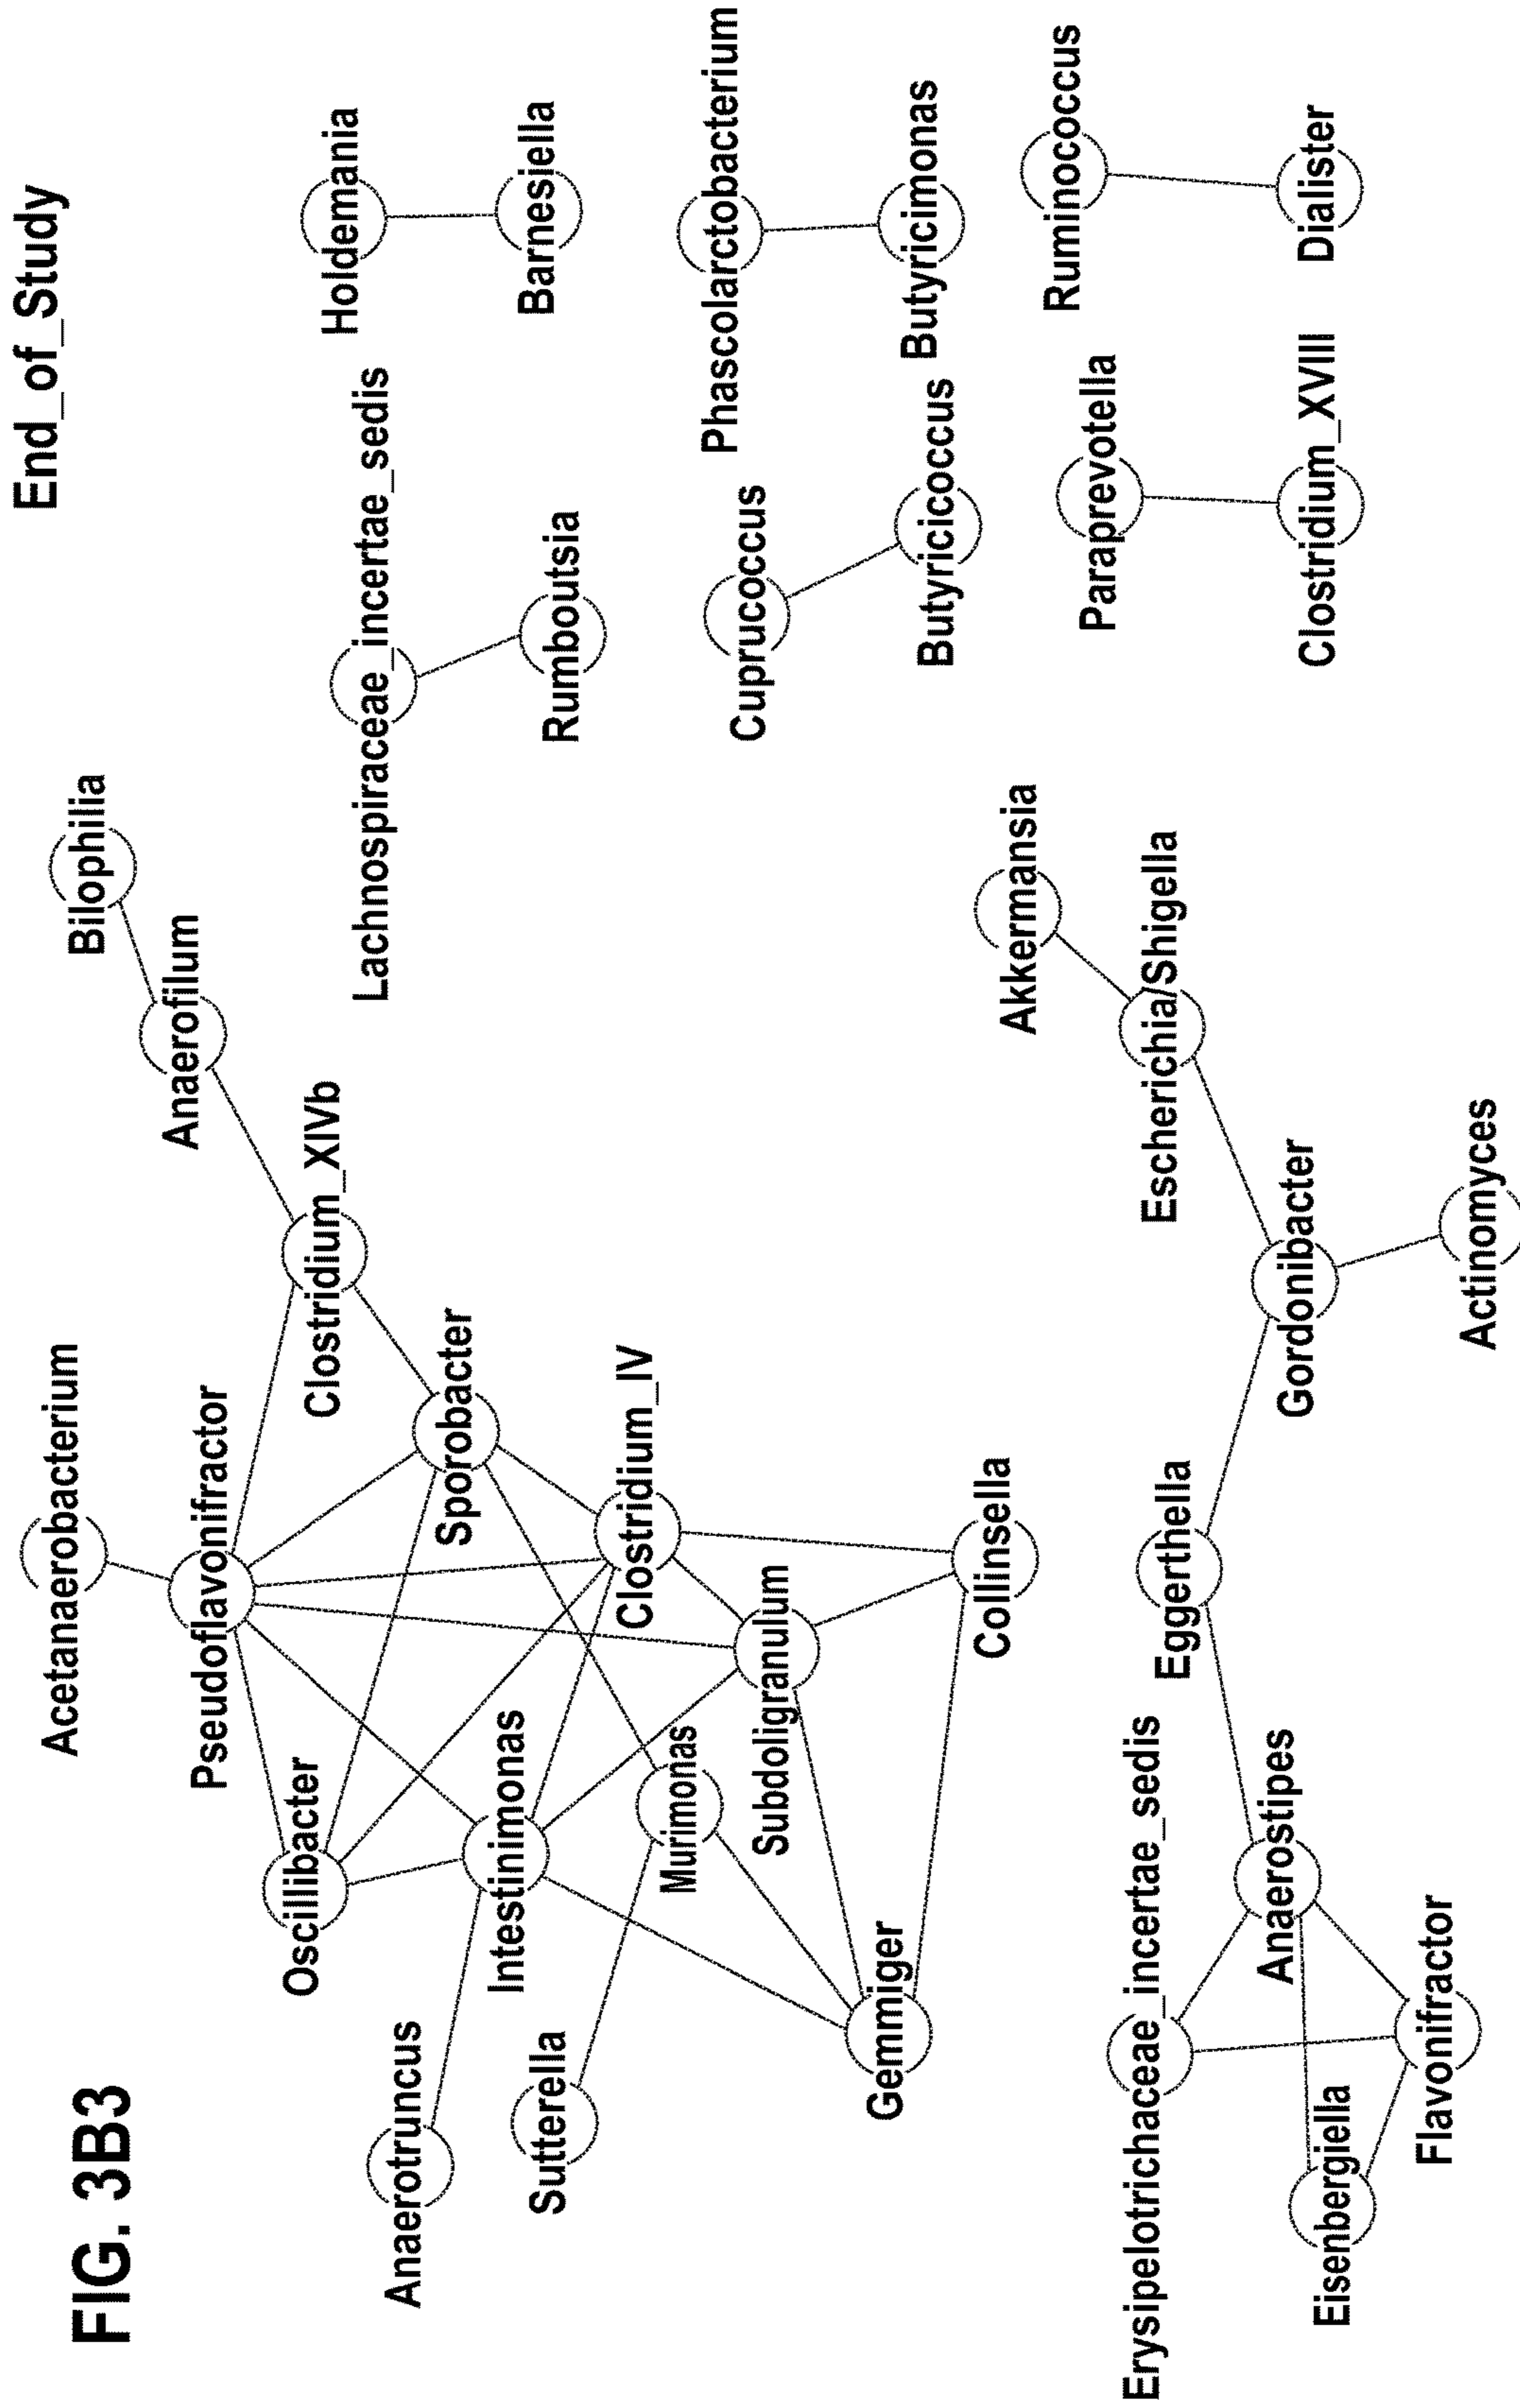 FIG. 3B3
End_of_Study
Acetanaerobacterium
Bilophilia
Pseudoflavonifractor
Anaerofilum
Oscillibacter
Clostridium_XIVb
Holdemania
Anaerotruncus
Sporobacter
Lachnospiraceae_incertae_sedis
Intestinimonas
Barnesiella
Sutterella
Rumboutsia
Clostridium_IV
Murimonas
Phascolarctobacterium
Subdoligranulum
Cuprucoccus
Gemmiger
Butyricimonas
Butyricicoccus
Collinsella
Akkermansia
Ruminococcus
Paraprevotella
Erysipelotrichaceae_incertae_sedis
Eggerthella
Escherichia/Shigella
Anaerostipes
Gordonibacter
Dialister
Clostridium_XVIII
Eisenbergiella
Flavonifractor
Actinomyces